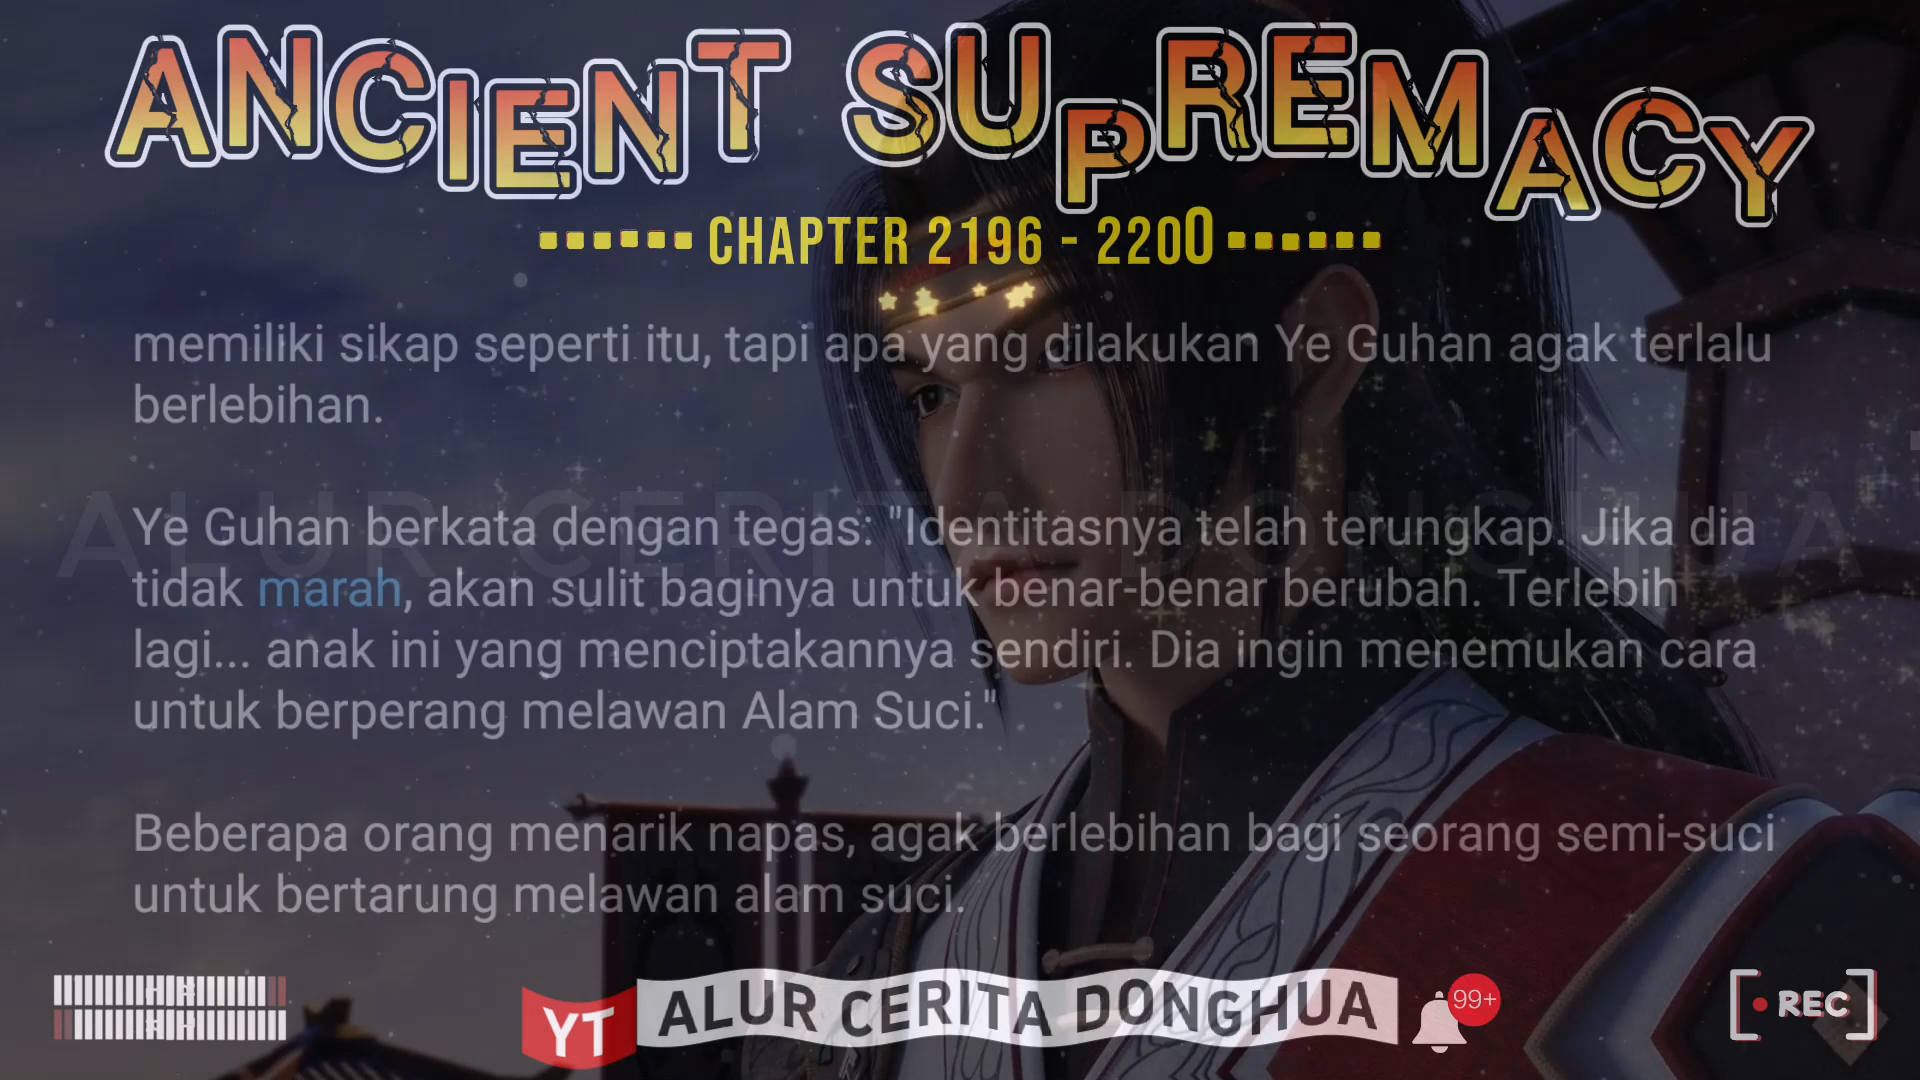 ANCIENT SUPREMACY
CHAPTER 2196 - 2200
memiliki sikap seperti itu, tapi apa yang dilakukan Ye Guhan agak terlalu
berlebihan.
ALUR CERITA DONGHUA
Ye Guhan berkata dengan tegas: "Identitasnya telah terungkap. Jika dia
tidak marah, akan sulit baginya untuk benar-benar berubah. Terlebih
lagi... anak ini yang menciptakannya sendiri. Dia ingin menemukan cara
untuk berperang melawan Alam Suci."
Beberapa orang menarik napas, agak berlebihan bagi seorang semi-suci
untuk bertarung melawan alam suci.
YT ALUR CERITA DONGHUA 99+
REC